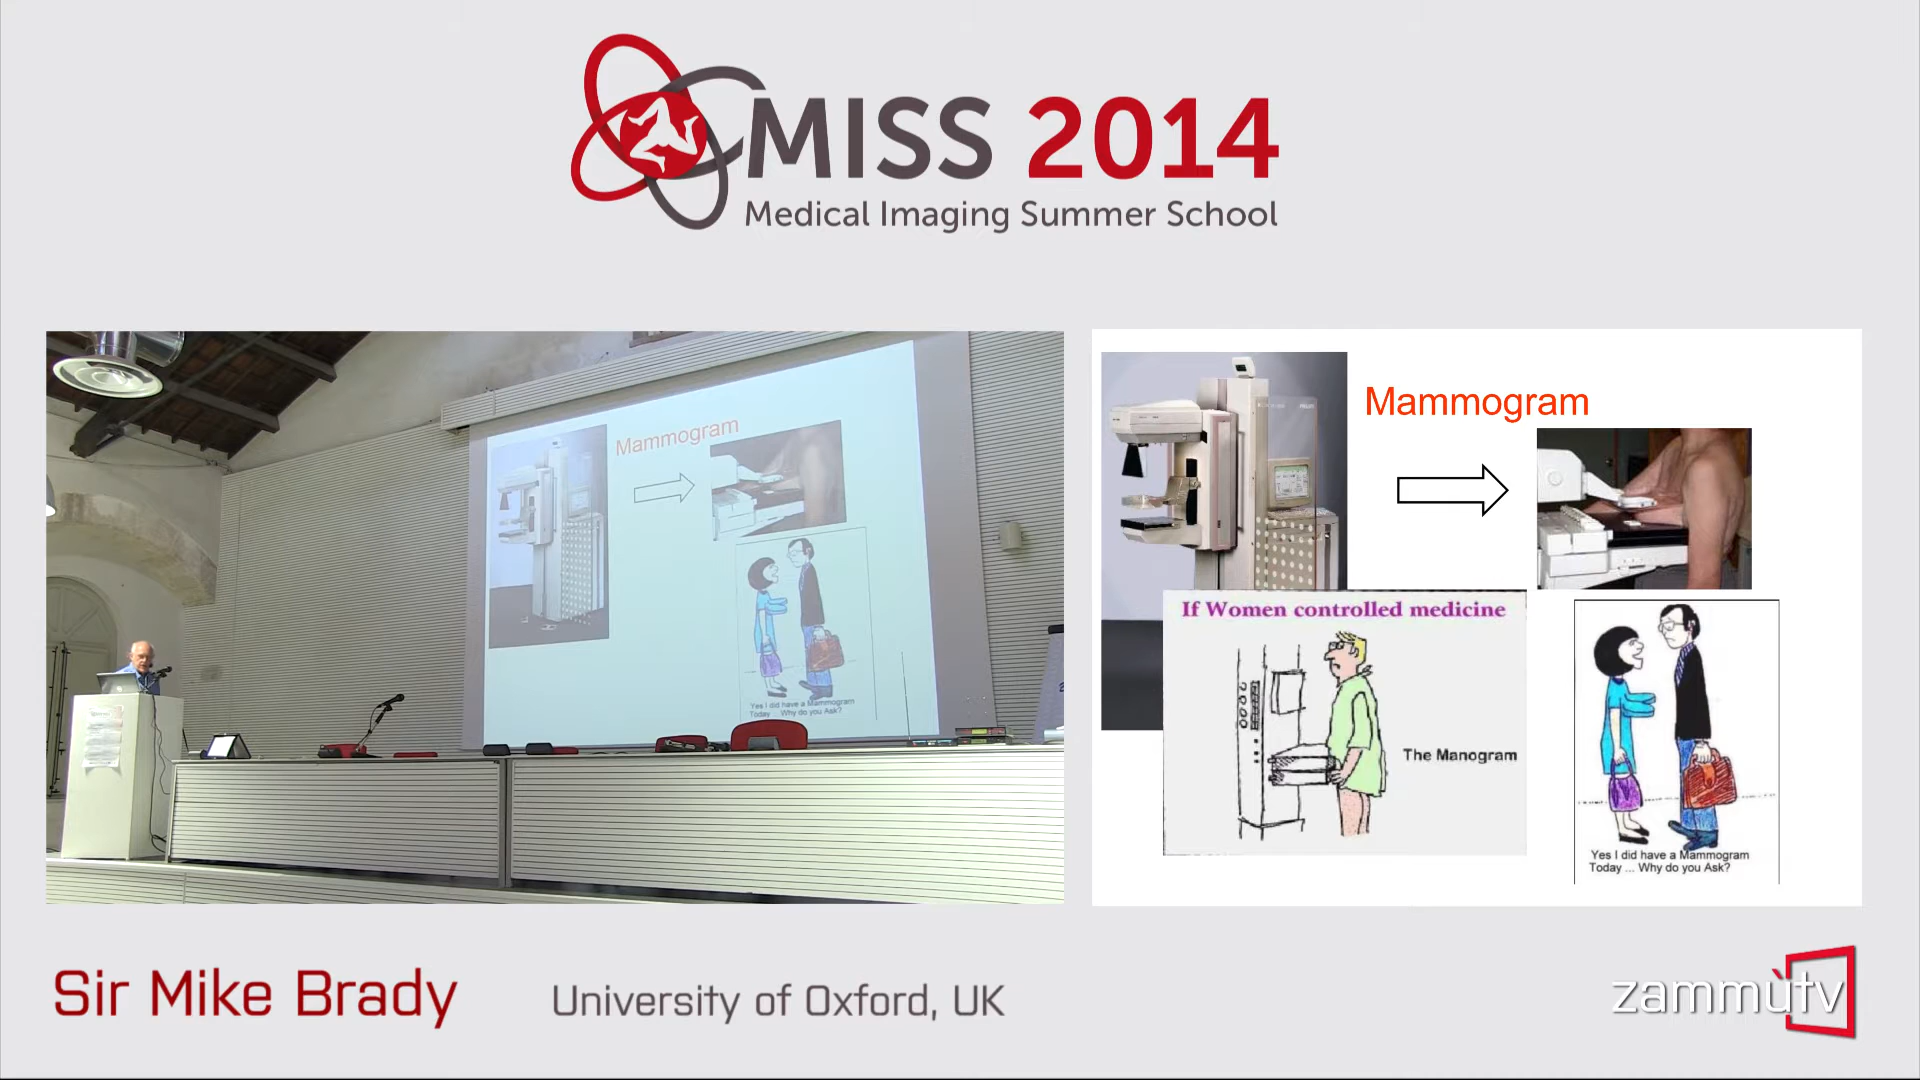 MISS 2014
Medical Imaging Summer School
Mammogram
Yes I did have a Mammogram
Today ... Why do you Ask?
Mammogram
If Women controlled medicine
The Manogram
Yes I did have a Mammogram
Today ... Why do you Ask?
Sir Mike Brady
University of Oxford, UK
zammùtv